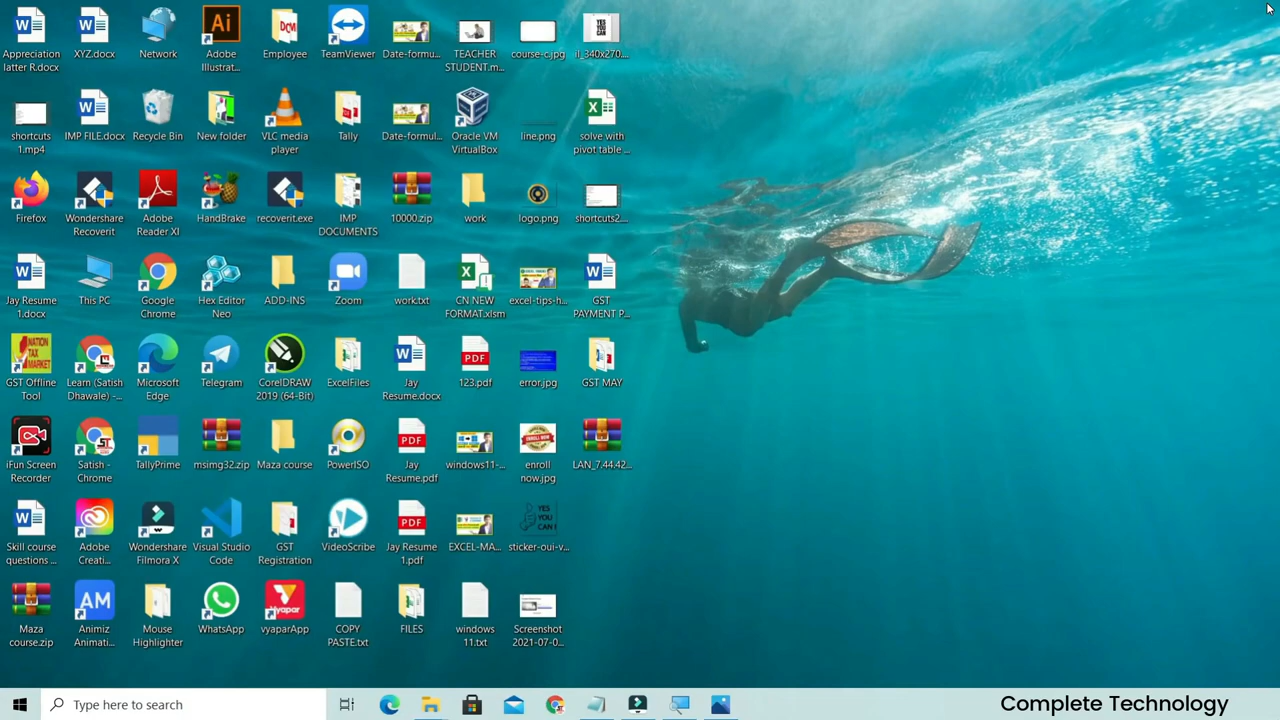 Appreciation
latter R.docx
XYZ.docx
Network
Adobe
Illustrat...
Employee
TeamViewer
Date-formu...
TEACHER
STUDENT.m...
course-c.jpg
il_340x270....
shortcuts
1.mp4
IMP FILE.docx
Recycle Bin
New folder
VLC media
player
Tally
Date-formul...
Oracle VM
VirtualBox
line.png
solve with
pivot table ...
Firefox
Wondershare
Recoverit
Adobe
Reader XI
HandBrake
recoverit.exe
IMP
DOCUMENTS
10000.zip
work
logo.png
shortcuts2....
Jay Resume
1.docx
This PC
Google
Chrome
Hex Editor
Neo
ADD-INS
Zoom
work.txt
CN NEW
FORMAT.xlsm
excel-tips-h...
GST
PAYMENT P...
GST Offline
Tool
Learn (Satish
Dhawale) -...
Microsoft
Edge
Telegram
CorelDRAW
2019 (64-Bit)
ExcelFiles
Jay
Resume.docx
123.pdf
error.jpg
GST MAY
iFun Screen
Recorder
Satish -
Chrome
TallyPrime
msimg32.zip
Maza course
PowerISO
Jay
Resume.pdf
windows11-...
enroll
now.jpg
LAN_7.44.42...
Skill course
questions ...
Adobe
Creati...
Wondershare
Filmora X
Visual Studio
Code
GST
Registration
VideoScribe
Jay Resume
1.pdf
EXCEL-MA...
sticker-oui-v...
Maza
course.zip
Animiz
Animati...
Mouse
Highlighter
WhatsApp
vyaparApp
COPY
PASTE.txt
FILES
windows
11.txt
Screenshot
2021-07-0...
Type here to search
Complete Technology